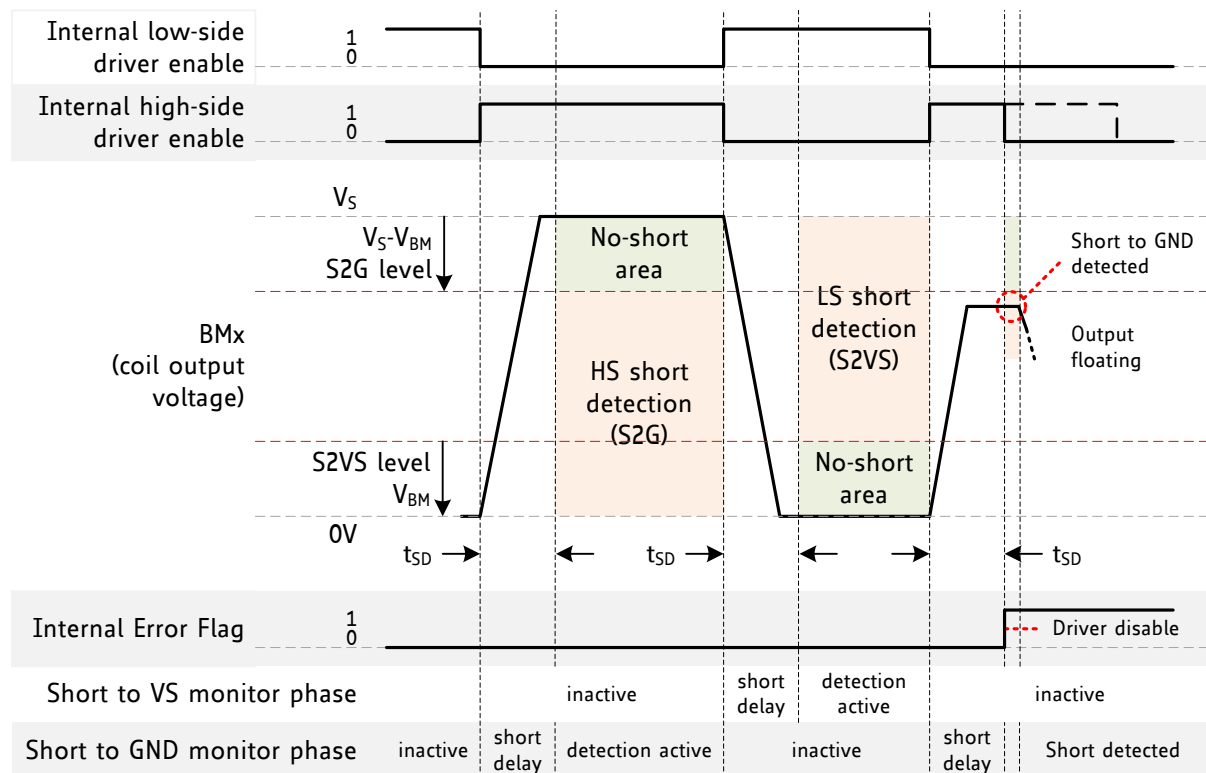 Internal low-side
driver enable
1
0
Internal high-side
driver enable
1
0
VS
VS-VBM
S2G level
No-short
area
Short to GND
detected
BMx
(coil output
voltage)
HS short
detection
(S2G)
LS short
detection
(S2VS)
Output
floating
S2VS level
VBM
No-short
area
0V
tSD
tSD
tSD
Internal Error Flag
1
0
Driver disable
Short to VS monitor phase
inactive
short
delay
detection
active
inactive
Short to GND monitor phase
inactive
short
delay
detection active
inactive
short
delay
Short detected